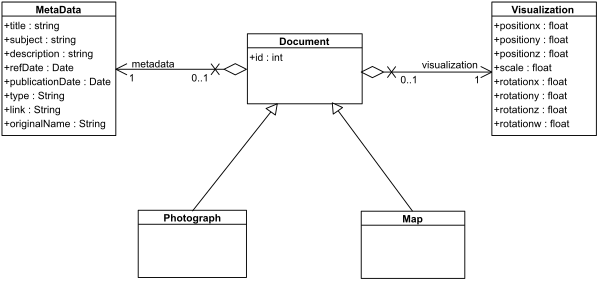 MetaData
+title : string
+subject : string
+description : string
+refDate : Date
+publicationDate : Date
+type : String
+link : String
+originalName : String
metadata
1
0..1
Document
+id : int
visualization
0..1
1
Visualization
+positionx : float
+positiony : float
+positionz : float
+scale : float
+rotationx : float
+rotationy : float
+rotationz : float
+rotationw : float
Photograph
Map